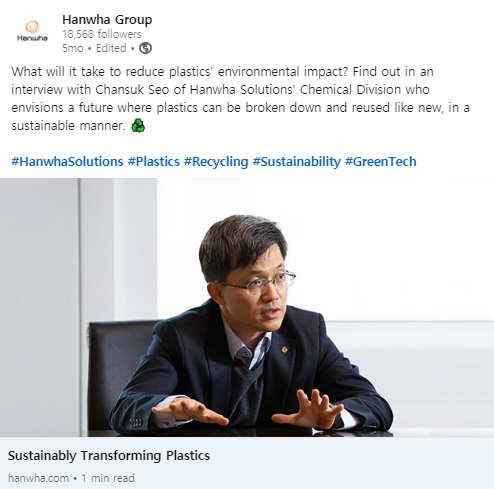 Hanwha Group
Hanwha
18,568 followers
5mo • Edited •
What will it take to reduce plastics' environmental impact? Find out in an
interview with Chansuk Seo of Hanwha Solutions' Chemical Division who
envisions a future where plastics can be broken down and reused like new, in a
sustainable manner. ♻
#HanwhaSolutions #Plastics #Recycling #Sustainability #GreenTech
Sustainably Transforming Plastics
hanwha.com • 1 min read